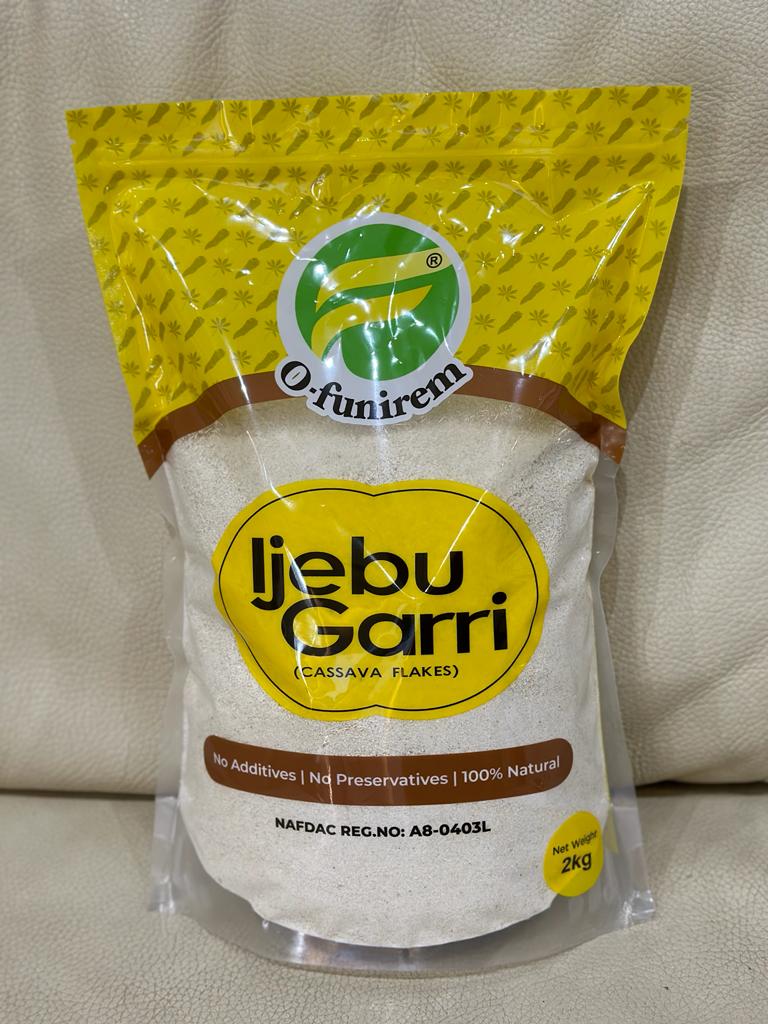 ®
O-funirem
Ijebu
Garri
(CASSAVA FLAKES)
No Additives | No Preservatives | 100% Natural
NAFDAC REG.NO: A8-0403L
Net Weight
2kg